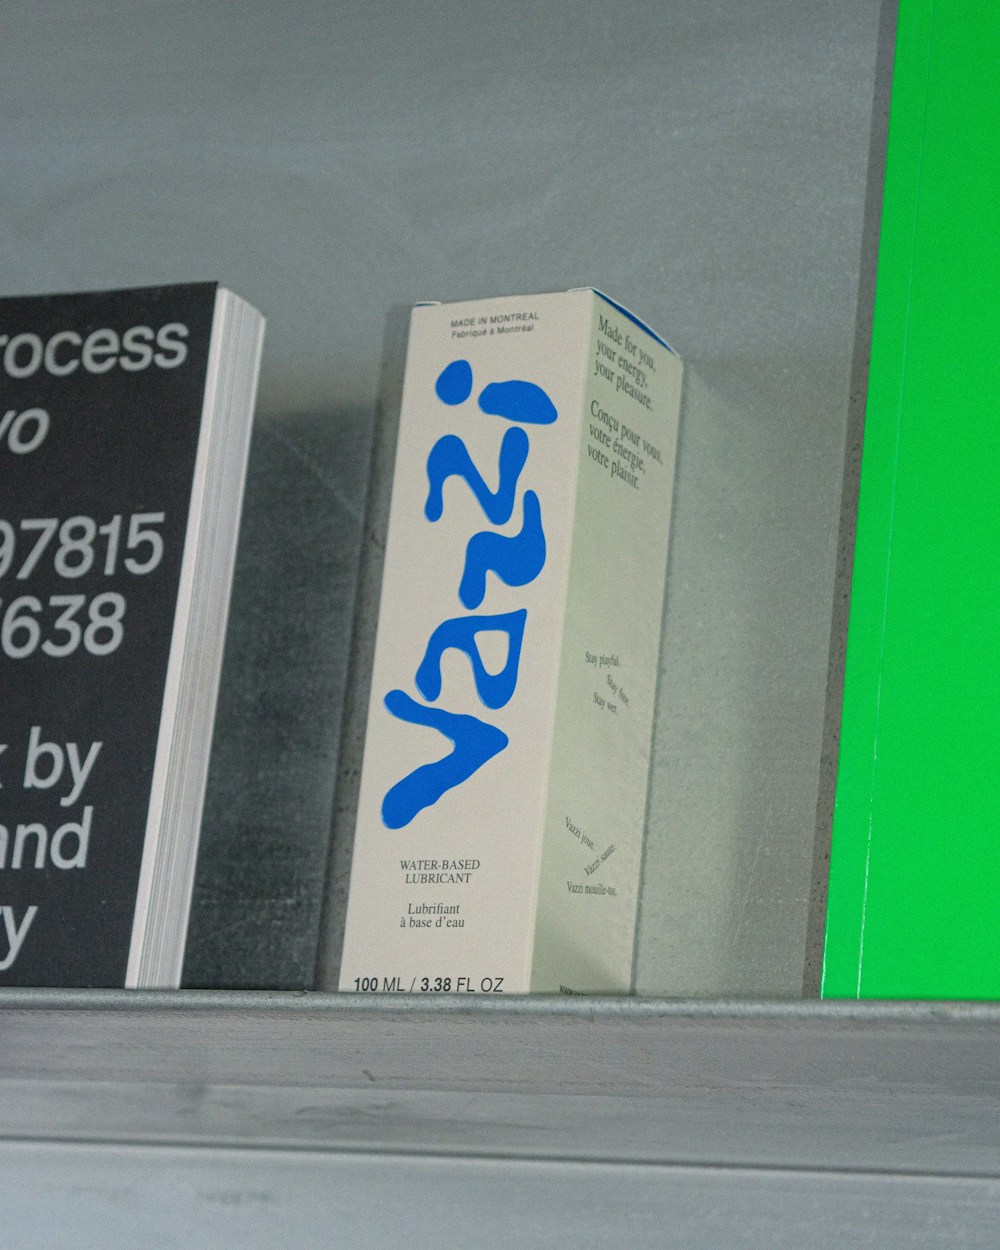 rocess
vo
97815
638
k by
and
ry
MADE IN MONTREAL
Fabriqué à Montréal
Vazzi
WATER-BASED
LUBRICANT
Lubrifiant
à base d'eau
100 ML / 3.38 FL OZ
Made for you,
your energy,
your pleasure.
Conçu pour vous,
votre énergie,
votre plaisir.
Stay playful.
Stay free.
Stay wet.
Vazzi joue.
Vazzi sauter.
Vazzi mouille-toi.